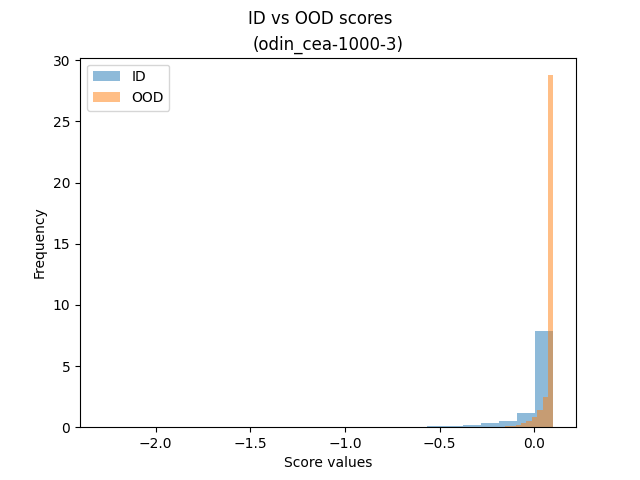 ID vs OOD scores
(odin_cea-1000-3)
ID
OOD
30
25
20
15
10
5
0
Frequency
−2.0
−1.5
−1.0
−0.5
0.0
Score values